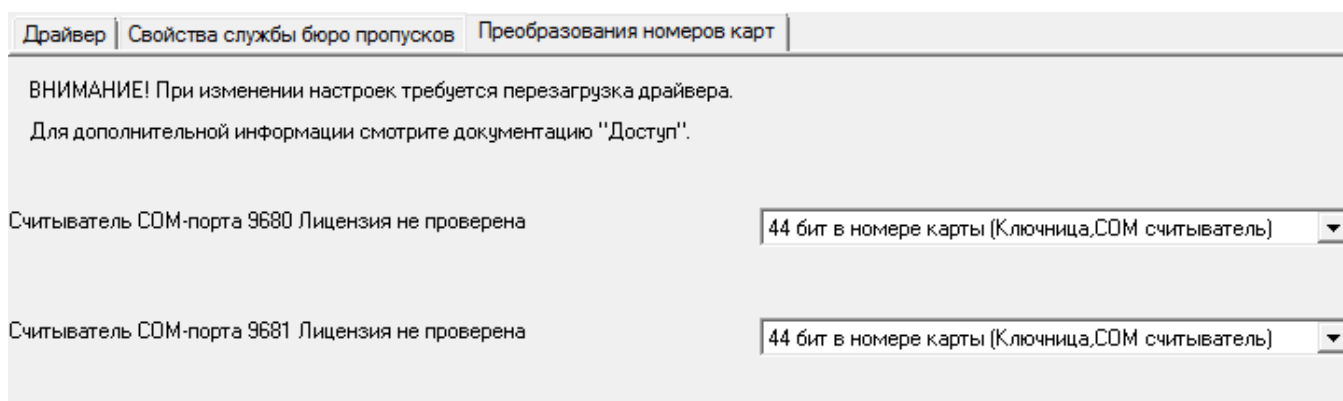 Драйвер Свойства службы бюро пропусков Преобразования номеров карт
ВНИМАНИЕ! При изменении настроек требуется перезагрузка драйвера.
Для дополнительной информации смотрите документацию "Доступ".
Считыватель COM-порта 9680 Лицензия не проверена 44 бит в номере карты (Ключница,COM считыватель)
Считыватель COM-порта 9681 Лицензия не проверена 44 бит в номере карты (Ключница,COM считыватель)